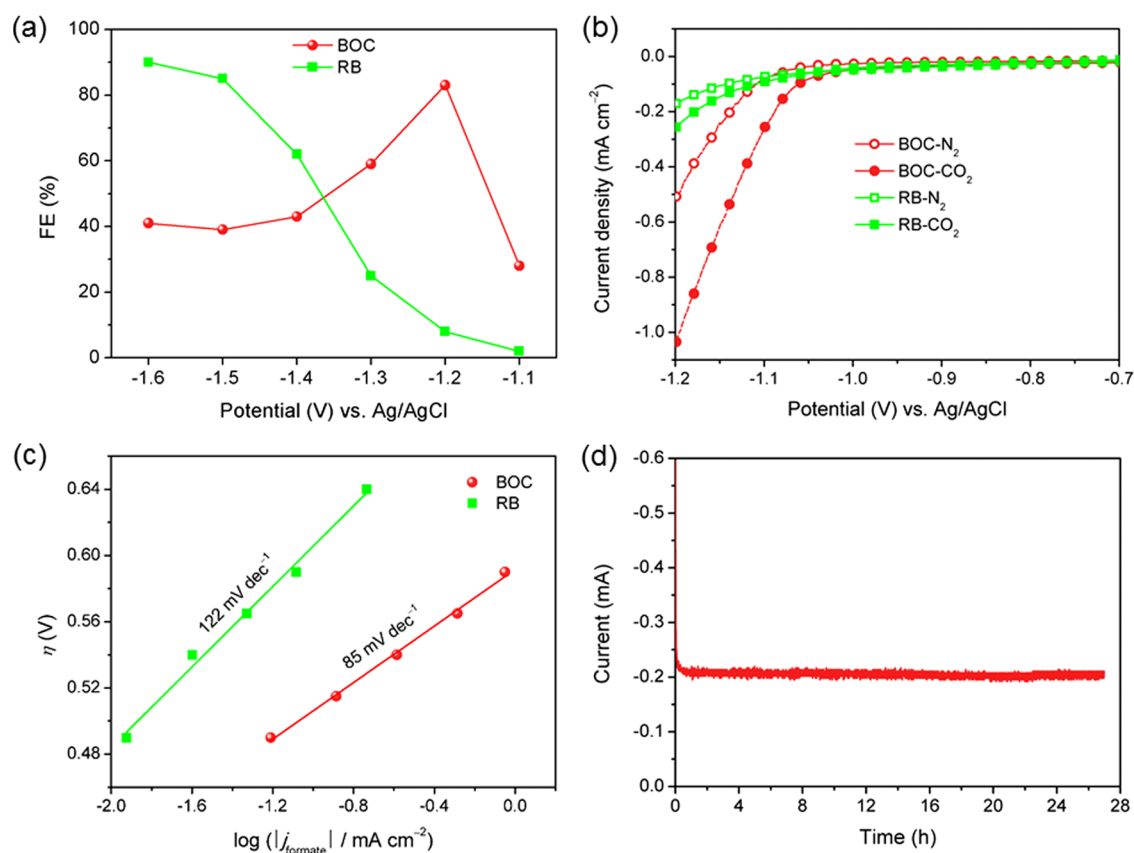 (a)
BOC
RB
100
80
60
40
20
0
FE (%)
-1.6 -1.5 -1.4 -1.3 -1.2 -1.1
Potential (V) vs. Ag/AgCl
(b)
0.0
-0.2
-0.4
-0.6
-0.8
-1.0
Current density (mA cm⁻²)
BOC-N₂
BOC-CO₂
RB-N₂
RB-CO₂
-1.2 -1.1 -1.0 -0.9 -0.8 -0.7
Potential (V) vs. Ag/AgCl
(c)
BOC
RB
0.64
0.60
0.56
0.52
0.48
η (V)
122 mV dec⁻¹
85 mV dec⁻¹
-2.0 -1.6 -1.2 -0.8 -0.4 0.0
log (|j_formate| / mA cm⁻²)
(d)
-0.6
-0.5
-0.4
-0.3
-0.2
-0.1
0.0
Current (mA)
0 4 8 12 16 20 24 28
Time (h)